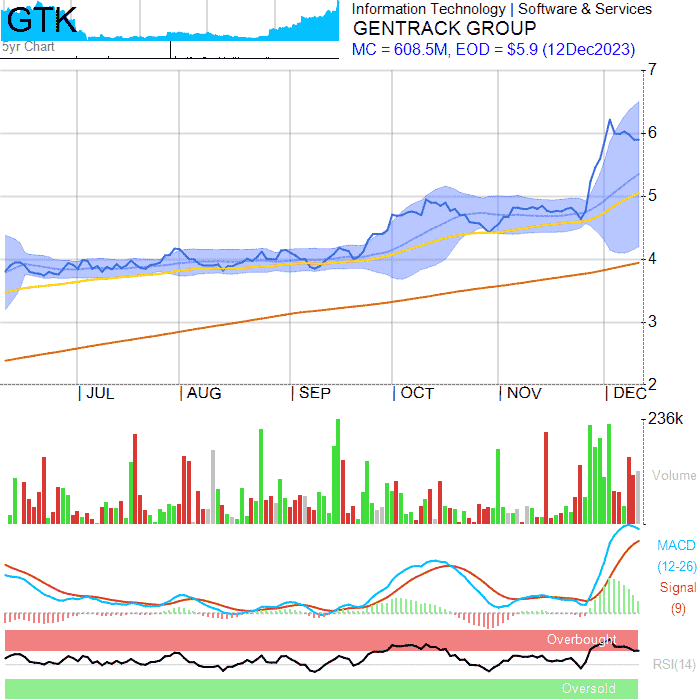 GTK
5yr Chart
Information Technology | Software & Services
GENTRACK GROUP
MC = 608.5M, EOD = $5.9 (12Dec2023)
7
6
5
4
3
2
| JUL | AUG | SEP | OCT | NOV | DEC
236k
Volume
MACD
(12-26)
Signal
(9)
Overbought
RSI(14)
Oversold